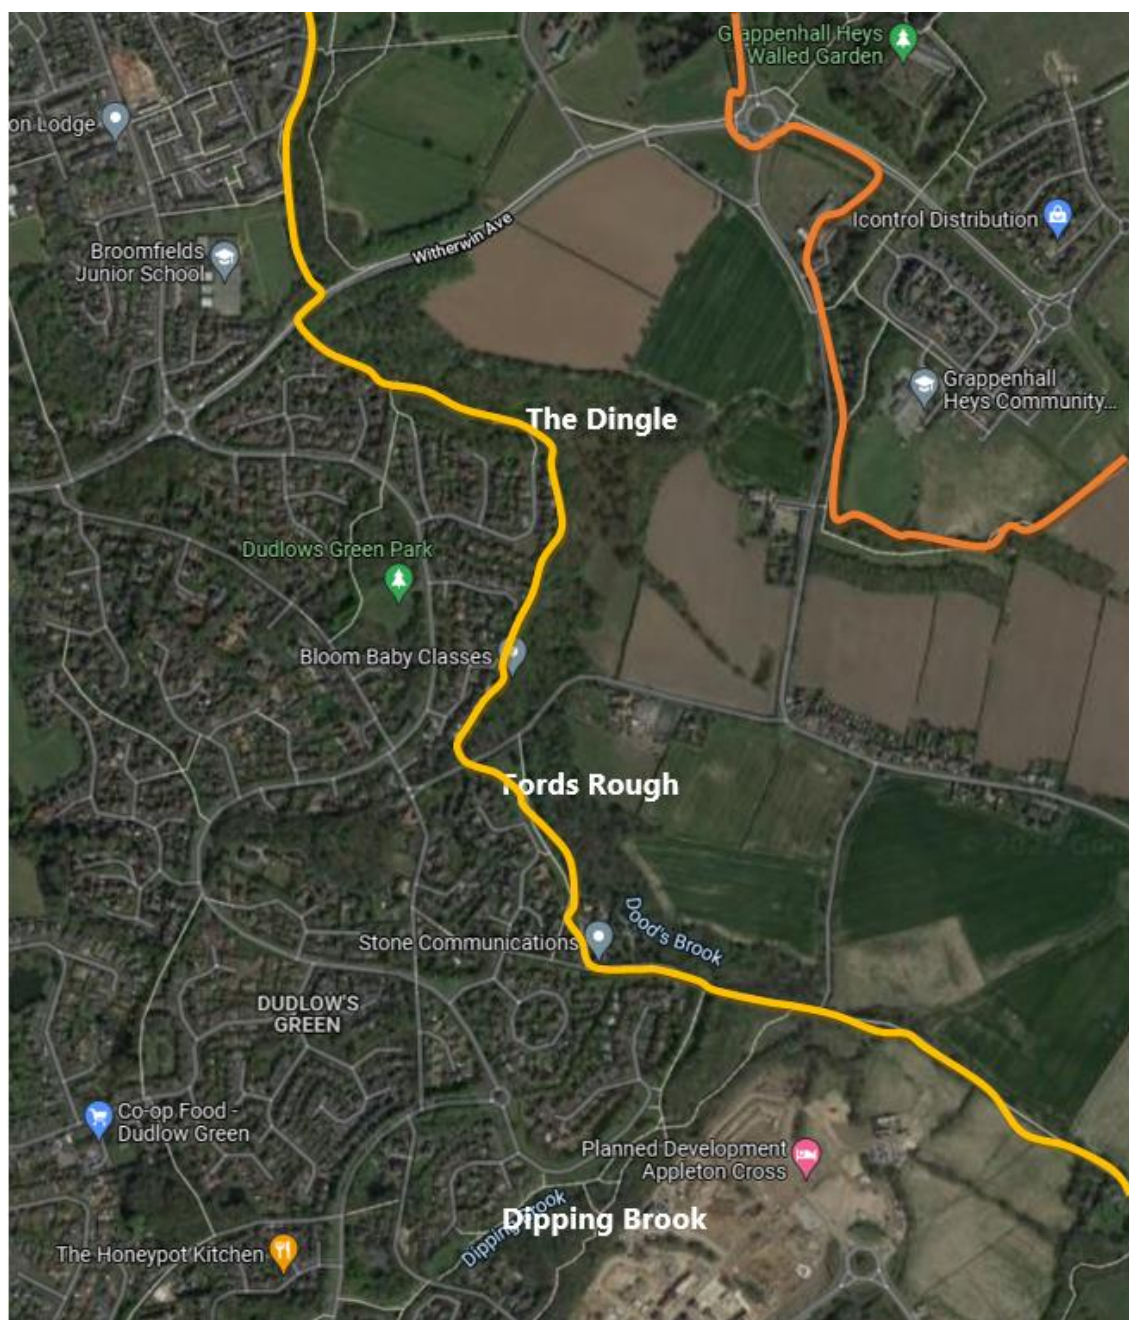 Grappenhall Heys
Walled Garden
on Lodge
Icontrol Distribution
Witherwin Ave
Broomfields
Junior School
Grappenhall
Heys Community...
The Dingle
Dudlows Green Park
Bloom Baby Classes
Fords Rough
Dood's Brook
Stone Communications
DUDLOW'S
GREEN
Co-op Food -
Dudlow Green
Planned Development
Appleton Cross
Dipping Brook
Dipping Brook
The Honeypot Kitchen